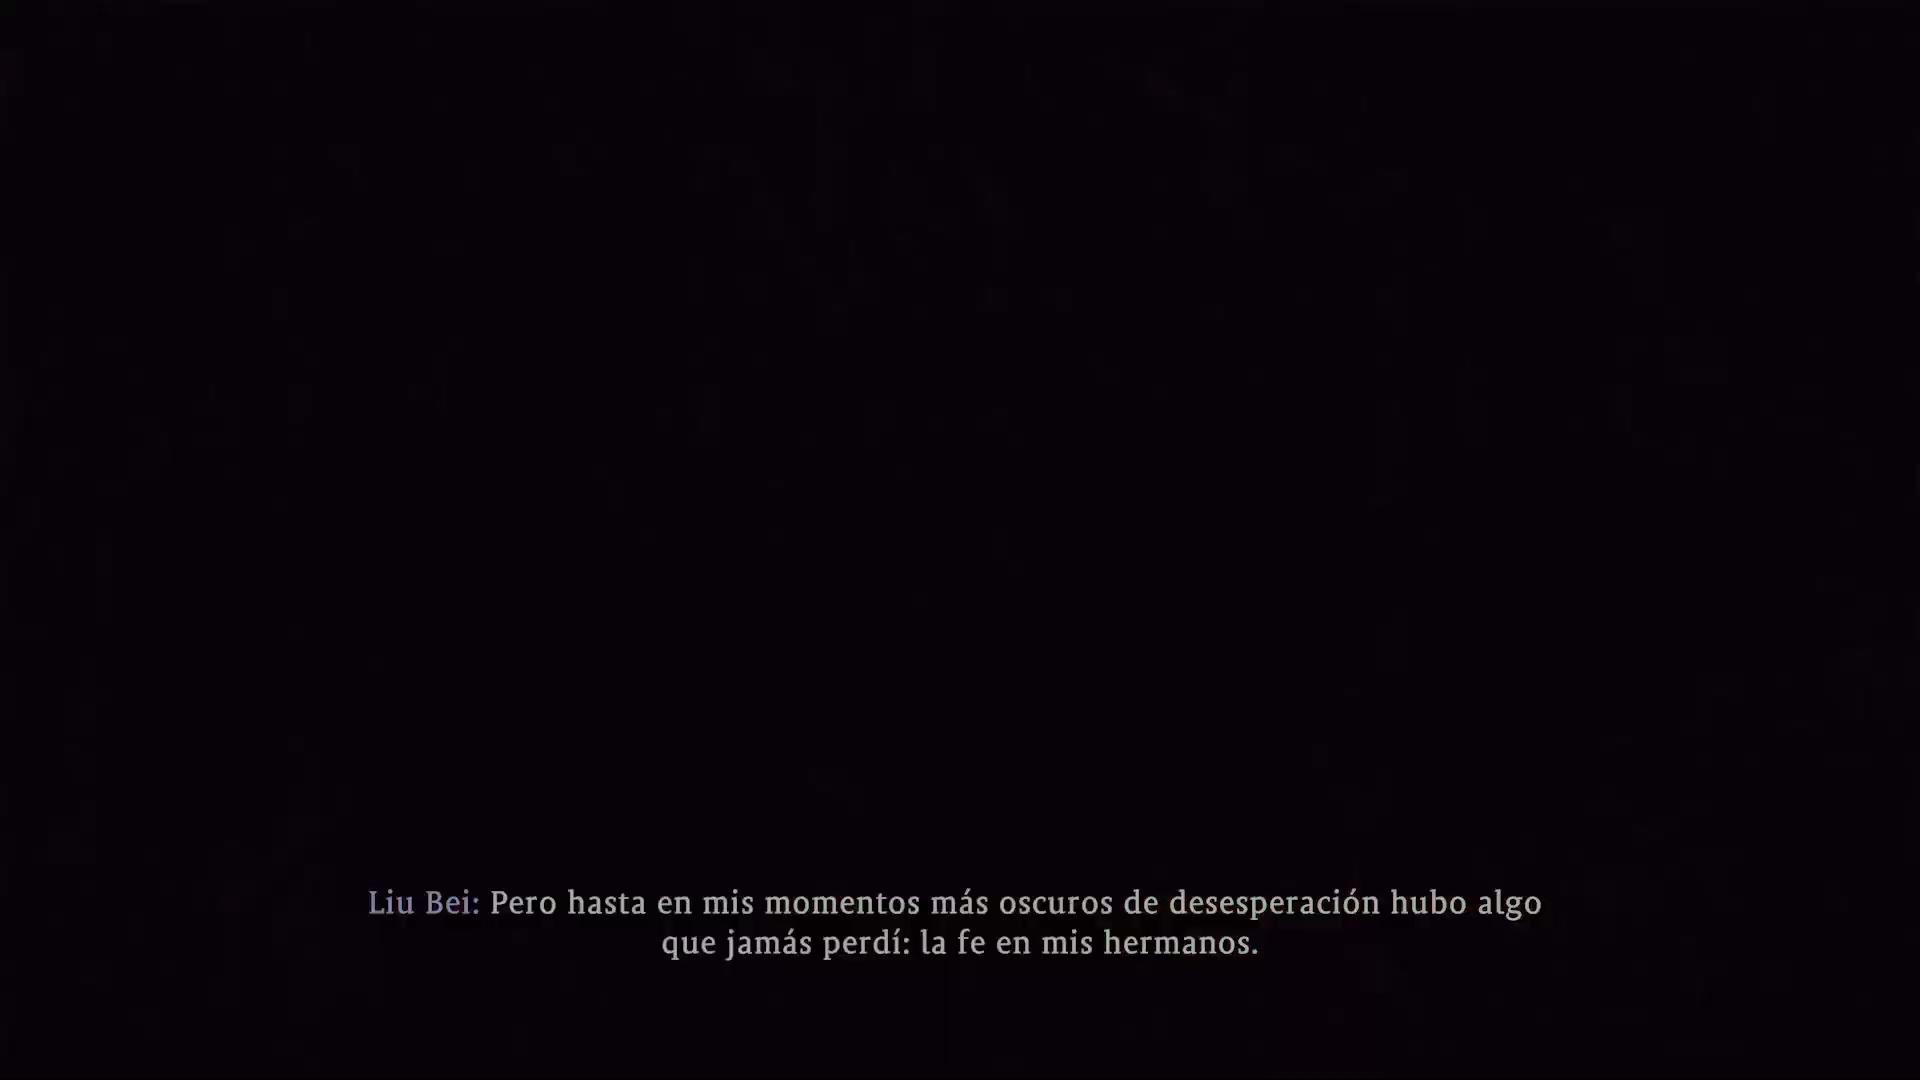 Liu Bei: Pero hasta en mis momentos más oscuros de desesperación hubo algo
que jamás perdí: la fe en mis hermanos.